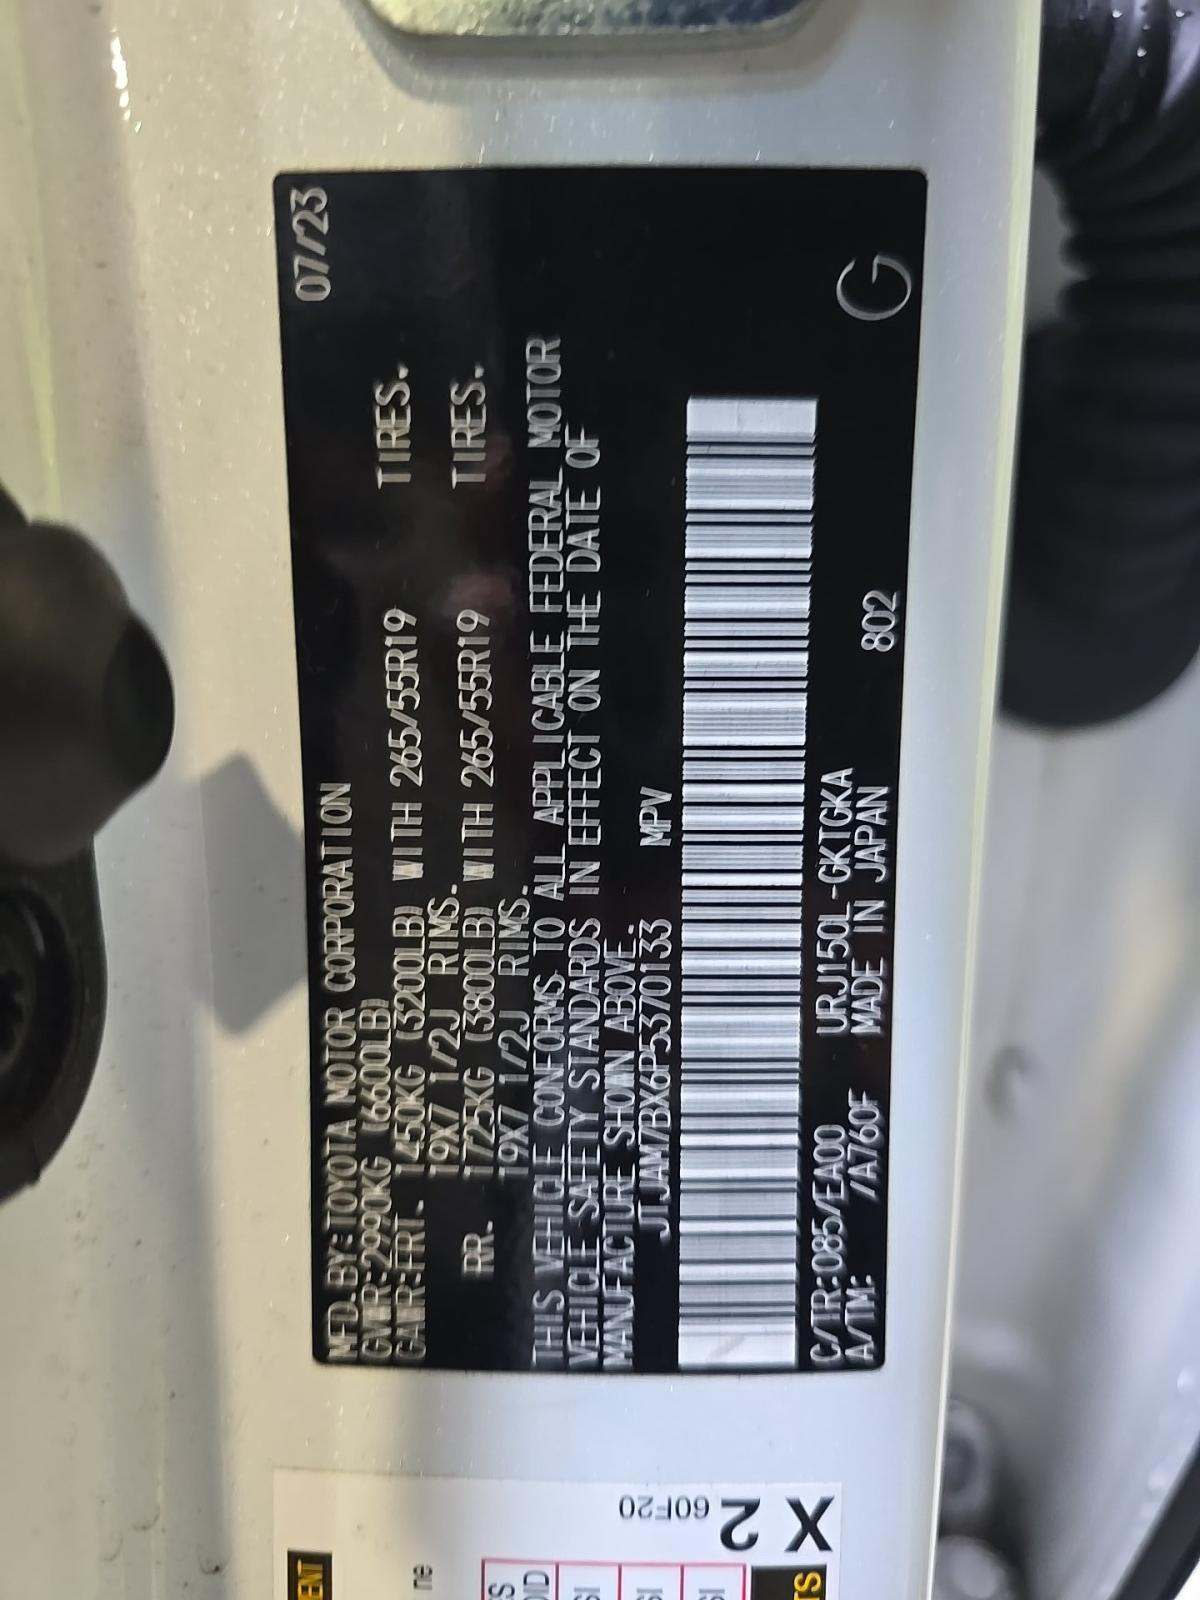 07/23
MFD.BY:TOYOTA MOTOR CORPORATION
GVWR:2990KG (6600LB)
GAWR:FRT. 1450KG (3200LB) WITH 265/55R19 TIRES.
19X7 1/2J RIMS.
RR. 1725KG (3800LB) WITH 265/55R19 TIRES.
19X7 1/2J RIMS.
THIS VEHICLE CONFORMS TO ALL APPLICABLE FEDERAL MOTOR
VEHICLE SAFETY STANDARDS IN EFFECT ON THE DATE OF
MANUFACTURE SHOWN ABOVE.
JTJAM7BX6P5370133 MPV
C/TR:085/EA00 URJ150L-GKTGKA 802
A/TM: /A760F MADE IN JAPAN
G
X2
60F20